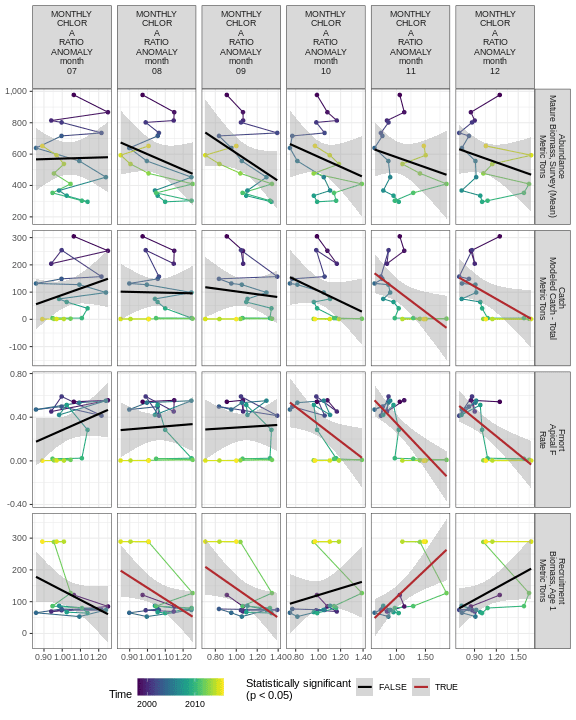 MONTHLY MONTHLY MONTHLY MONTHLY MONTHLY MONTHLY
CHLOR CHLOR CHLOR CHLOR CHLOR CHLOR
A A A A A A
RATIO RATIO RATIO RATIO RATIO RATIO
ANOMALY ANOMALY ANOMALY ANOMALY ANOMALY ANOMALY
month month month month month month
07 08 09 10 11 12
1,000
800
600
400
200
Abundance
Mature Biomass, Survey (Mean)
Metric Tons
300
200
100
0
-100
Catch
Modeled Catch - Total
Metric Tons
0.80
0.40
0.00
-0.40
Fmort
Apical F
Rate
300
200
100
0
Recruitment
Biomass, Age 1
Metric Tons
0.90 1.00 1.10 1.20 0.90 1.00 1.10 1.20 0.80 1.00 1.20 1.40 0.80 1.00 1.20 1.40 1.00 1.50 0.90 1.20 1.50
Time
2000 2010
Statistically significant
(p < 0.05)
FALSE TRUE